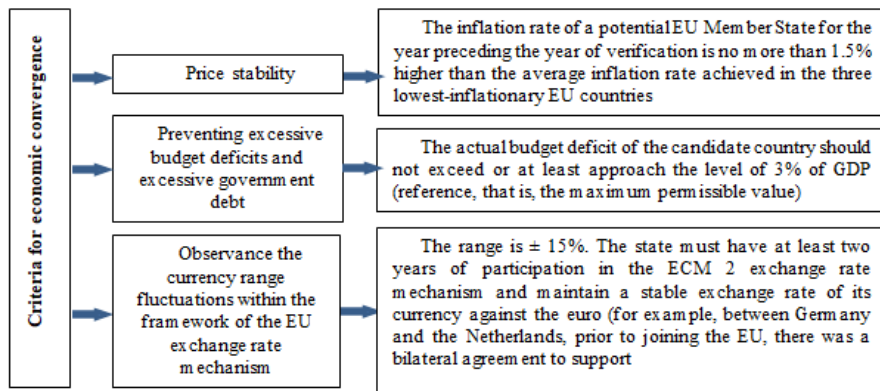 Criteria for economic convergence
Price stability
The inflation rate of a potential EU Member State for the
year preceding the year of verification is no more than 1.5%
higher than the average inflation rate achieved in the three
lowest-inflationary EU countries
Preventing excessive
budget deficits and
excessive government
debt
The actual budget deficit of the candidate country should
not exceed or at least approach the level of 3% of GDP
(reference, that is, the maximum permissible value)
Observance the
currency range
fluctuations within the
framework of the EU
exchange rate
mechanism
The range is ± 15%. The state must have at least two
years of participation in the ECM 2 exchange rate
mechanism and maintain a stable exchange rate of its
currency against the euro (for example, between Germany
and the Netherlands, prior to joining the EU, there was a
bilateral agreement to support